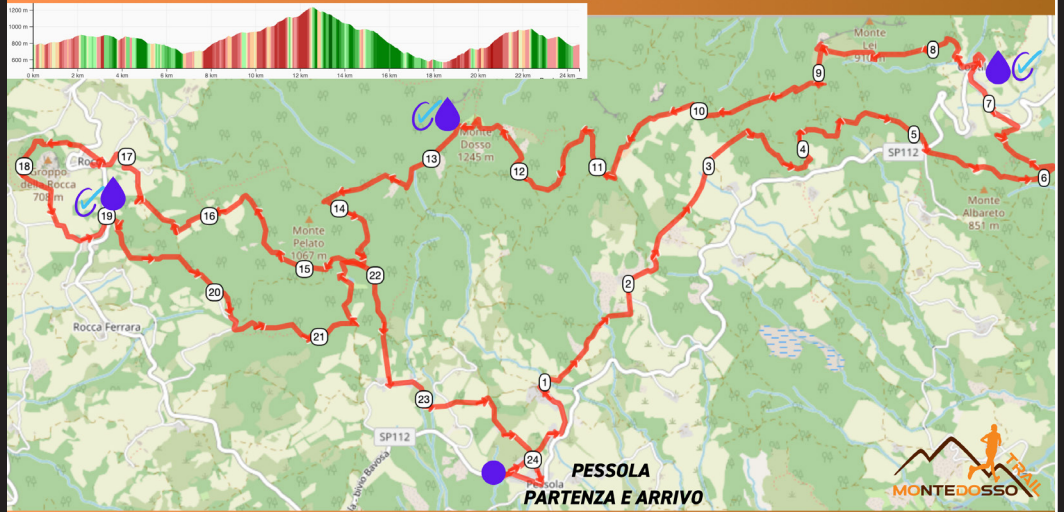 1200 m
1000 m
800 m
600 m
0 km
2 km
4 km
6 km
8 km
10 km
12 km
14 km
16 km
18 km
20 km
22 km
24 km
Monte
Lei
8
9
7
10
Monte
Dosso
1245 m
13
12
11
3
4
5
SP112
6
Monte
Albareto
851 m
17
18
Groppo
della Rocca
19
16
14
Monte
Pelato
1067 m
15
22
2
20
21
Rocca Ferrara
1
23
SP112
- bivio Bavosa
24
Pessola
PESSOLA
PARTENZA E ARRIVO
MONTEDOSSO
TRAIL